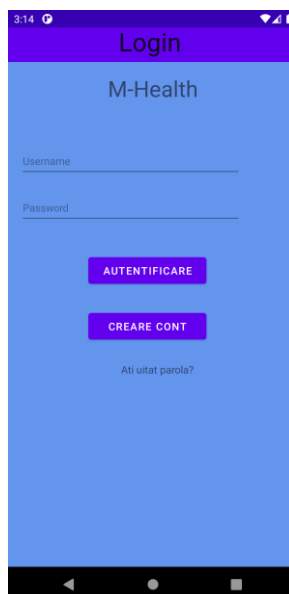 3:14
Login
M-Health
Username
Password
AUTENTIFICARE
CREARE CONT
Ati uitat parola?